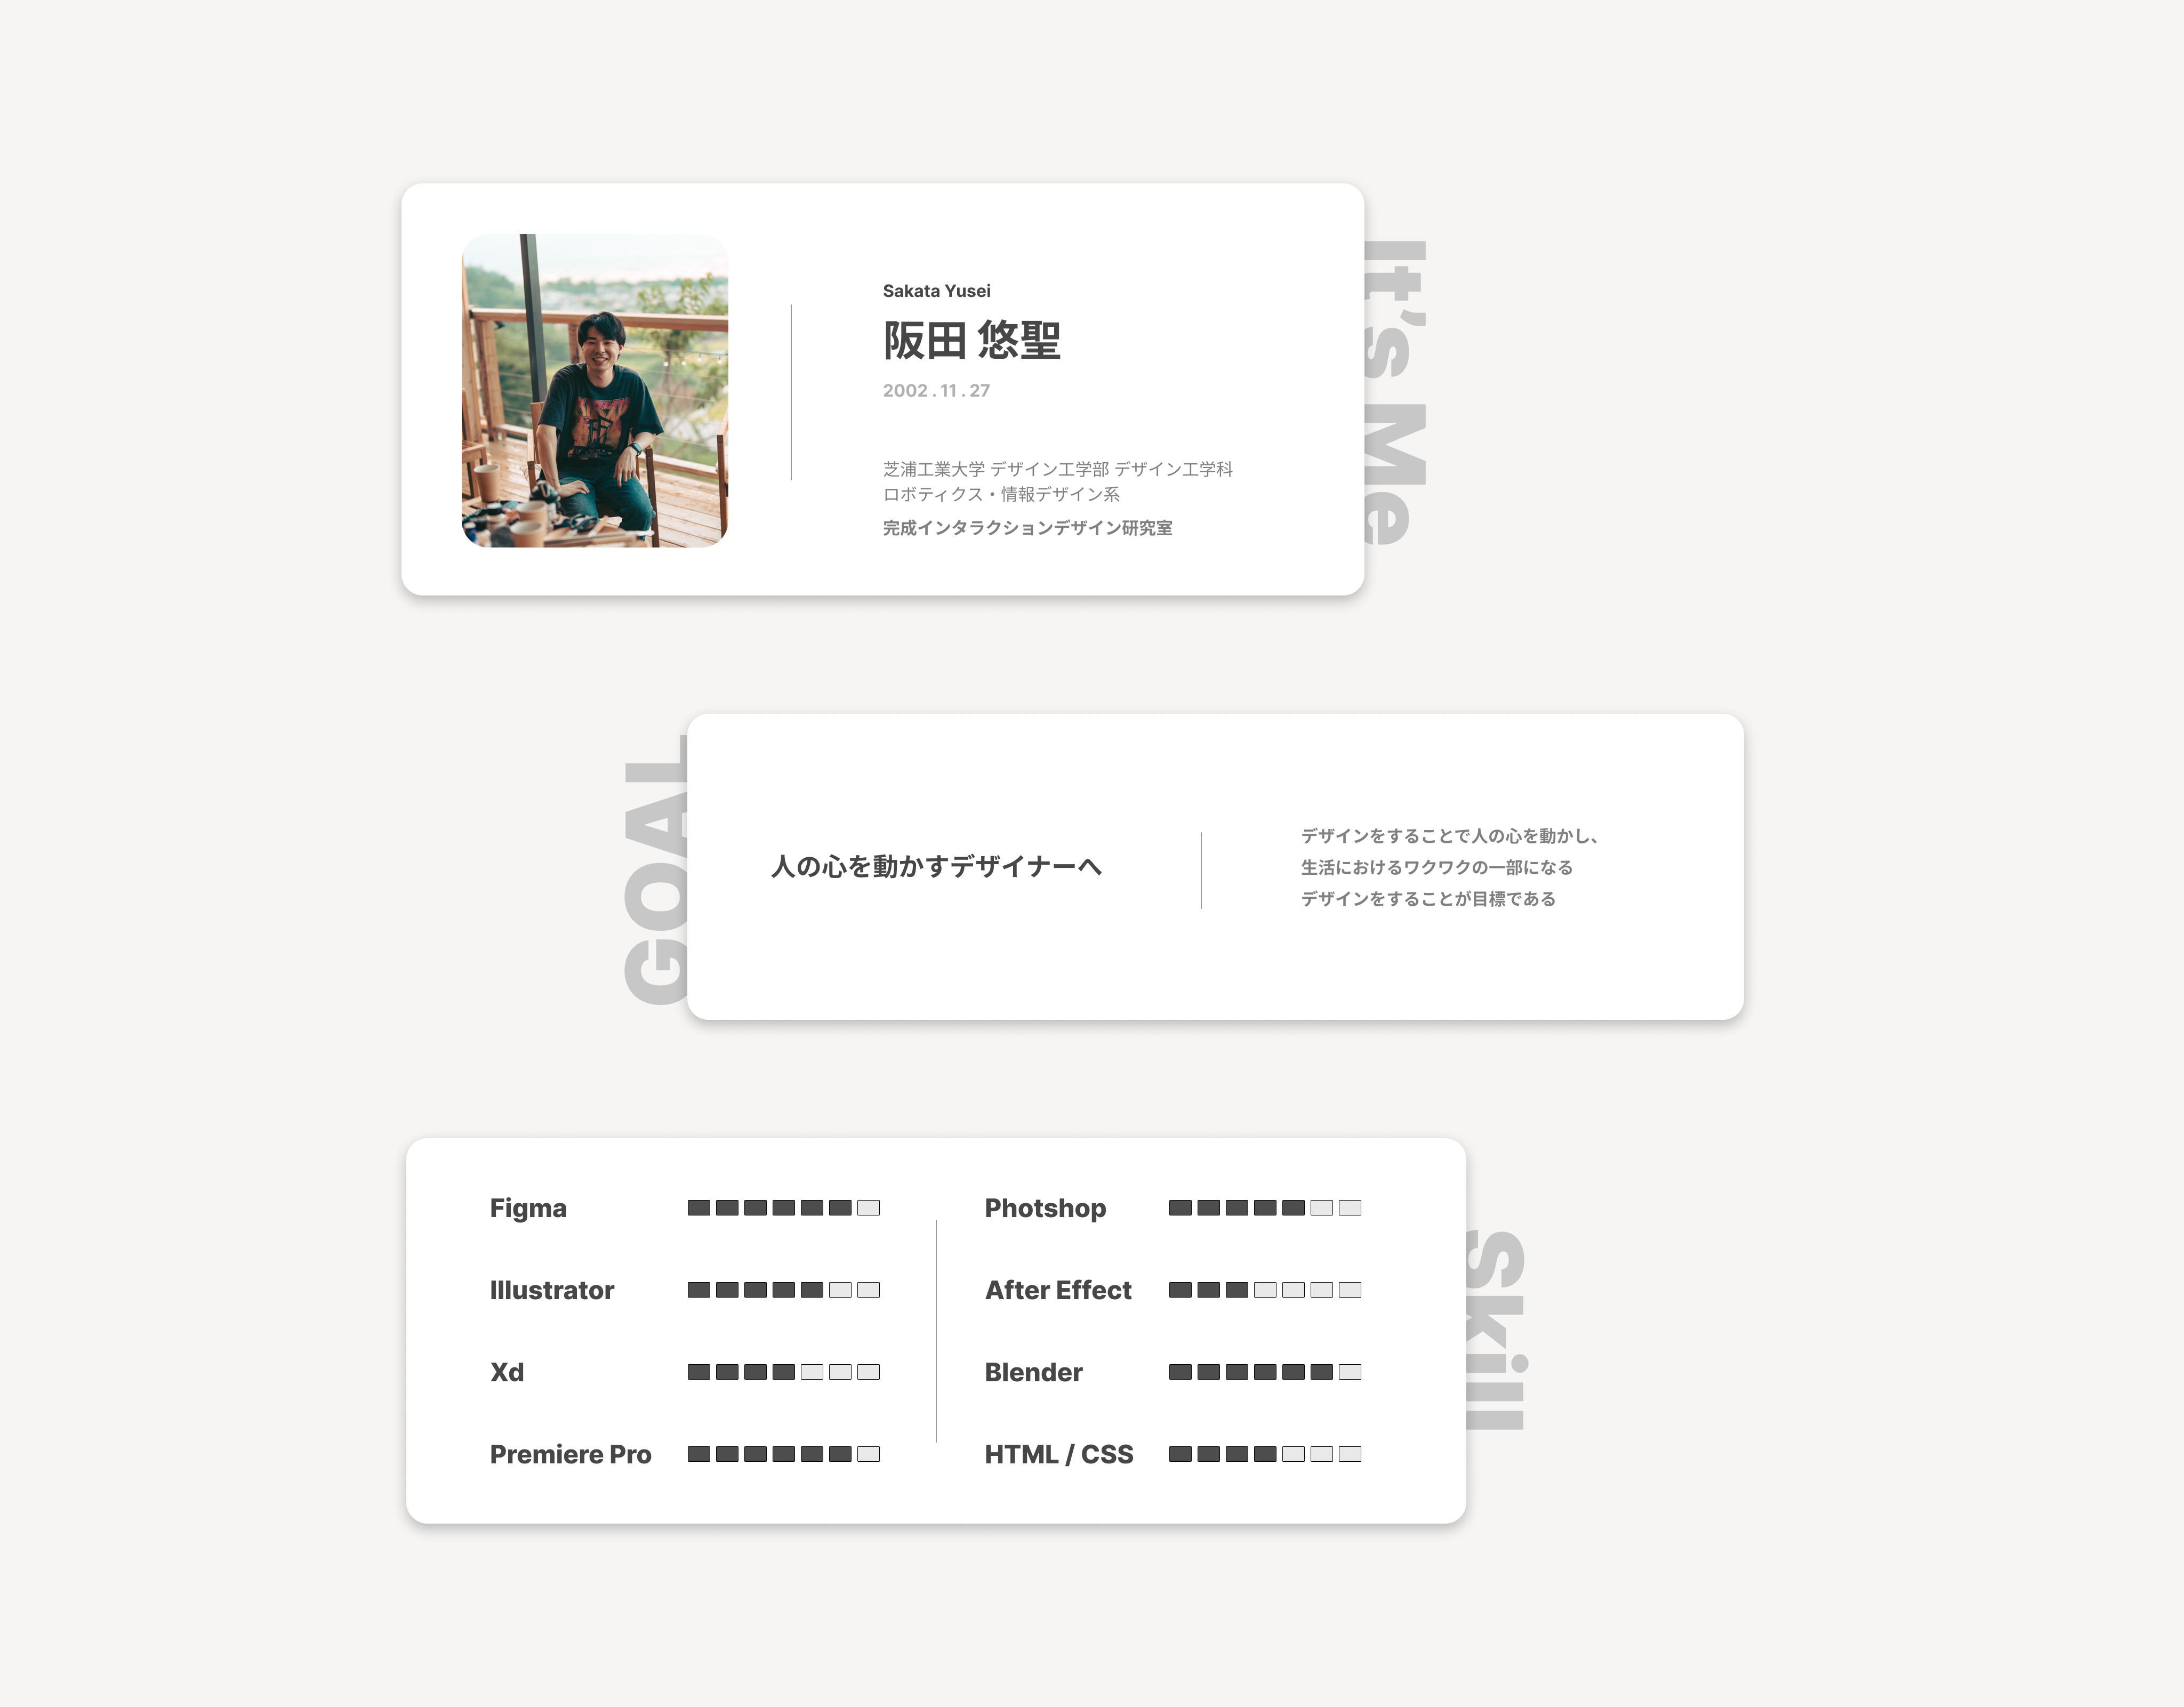 It's Me
Sakata Yusei
阪田 悠聖
2002 . 11 . 27
芝浦工業大学 デザイン工学部 デザイン工学科
ロボティクス・情報デザイン系
完成インタラクションデザイン研究室
GOAL
人の心を動かすデザイナーへ
デザインをすることで人の心を動かし、
生活におけるワクワクの一部になる
デザインをすることが目標である
Skill
Figma
Illustrator
Xd
Premiere Pro
Photshop
After Effect
Blender
HTML / CSS